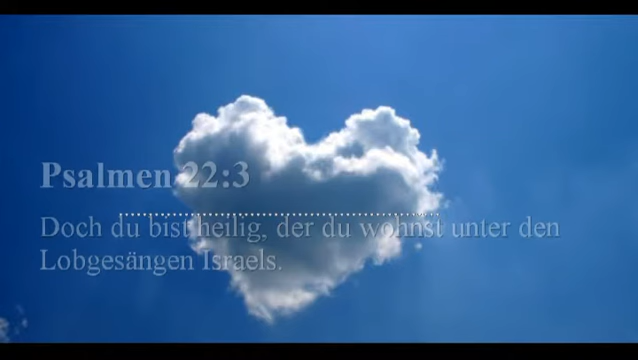 Psalmen 22:3
Doch du bist heilig, der du wohnst unter den
Lobgesängen Israels.